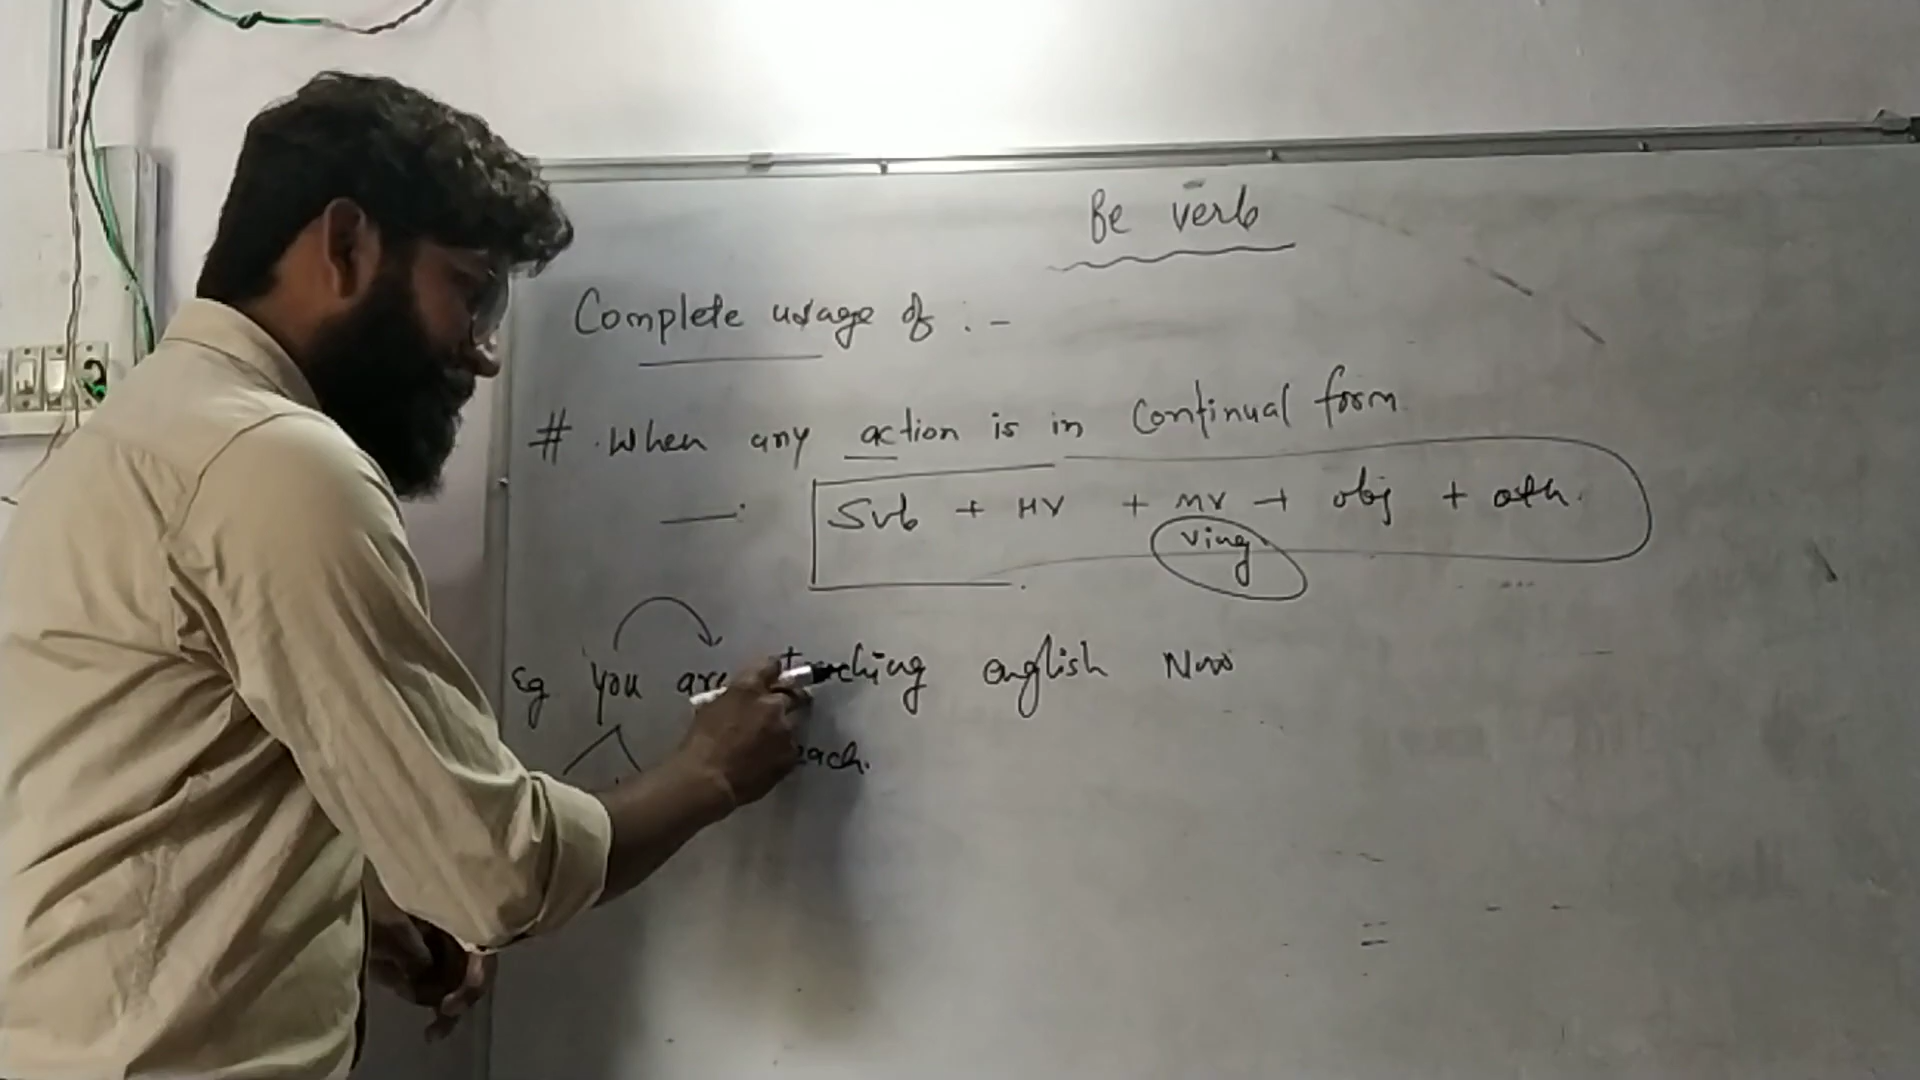 Be verb
Complete usage of :-
# When any action is in Continual form
Sub + HV + MV + obj + oth.
Ving
Eg You are teaching english Now
each.